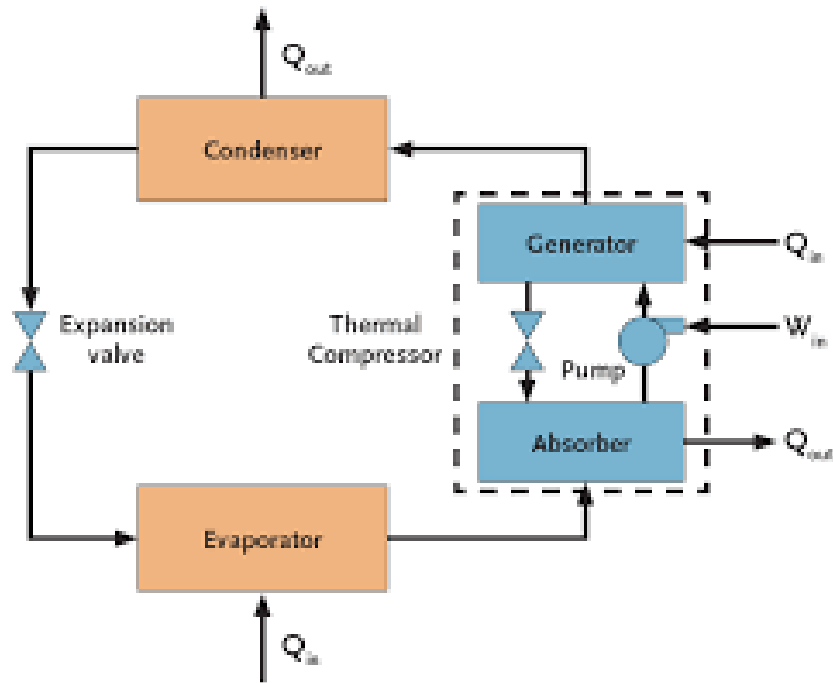 Qout
Condenser
Generator
Qin
Expansion
valve
Thermal
Compressor
Win
Pump
Absorber
Qout
Evaporator
Qin